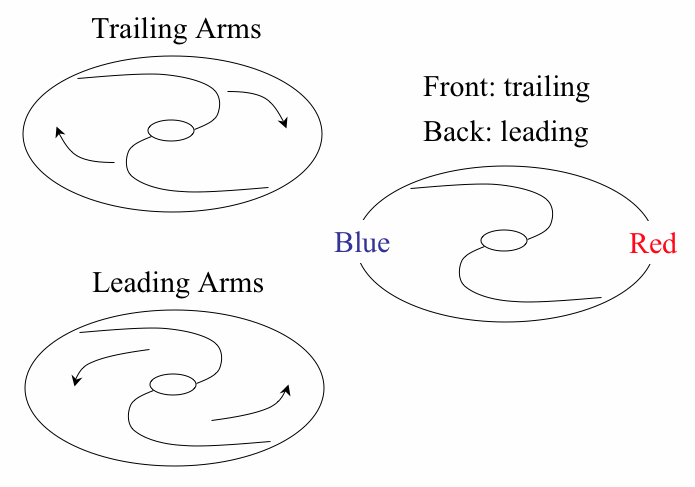 Trailing Arms
Front: trailing
Back: leading
Blue
Red
Leading Arms